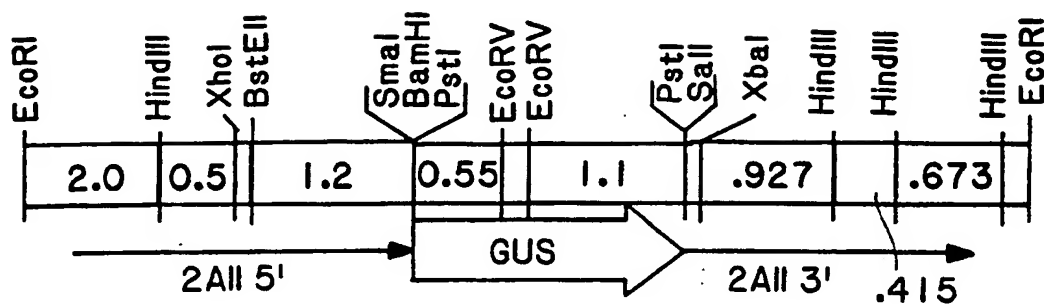 EcoRI
HindIII
XhoI
BstEII
SmaI
BamHI
PstI
EcoRV
EcoRV
PstI
SalI
XbaI
HindIII
HindIII
HindIII
EcoRI
2.0
0.5
1.2
0.55
1.1
.927
.673
2AII 5'
GUS
2AII 3'
.415